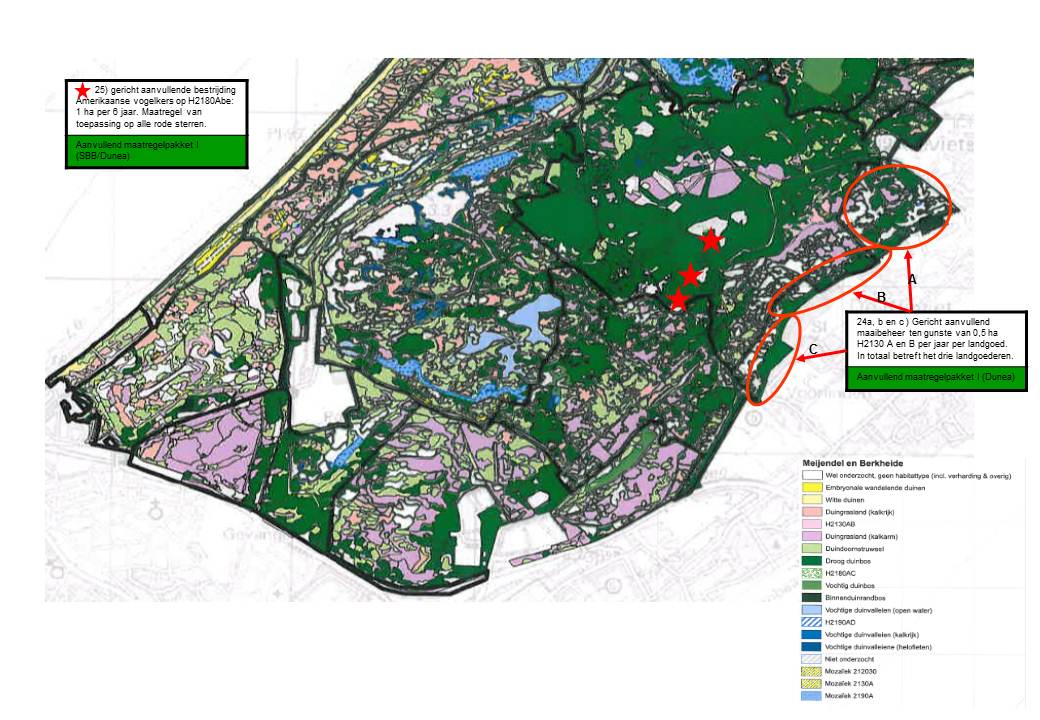 25) gericht aanvullende bestrijding
Amerikaanse vogelkers op H2180Abe:
1 ha per 6 jaar. Maatregel van
toepassing op alle rode sterren.
Aanvullend maatregelpakket I
(SBB/Dunea)
A
B
C
24a, b en c) Gericht aanvullend
maaibeheer ten gunste van 0,5 ha
H2130 A en B per jaar per landgoed.
In totaal betreft het drie landgoederen.
Aanvullend maatregelpakket I (Dunea)
Meijendel en Berkheide
Wel onderzocht, geen habitattype (incl. verharding & overig)
Embryonale wandelende duinen
Witte duinen
Duingrasland (kalkrijk)
H2130AB
Duingrasland (kalkarm)
Duindoornstruweel
Droog duinbos
H2180AC
Vochtig duinbos
Binnenduinrandbos
Vochtige duinvalleien (open water)
H2190AD
Vochtige duinvalleien (kalkrijk)
Vochtige duinvalleiene (helofieten)
Niet onderzocht
Mozaïek 212030
Mozaïek 2130A
Mozaïek 2190A